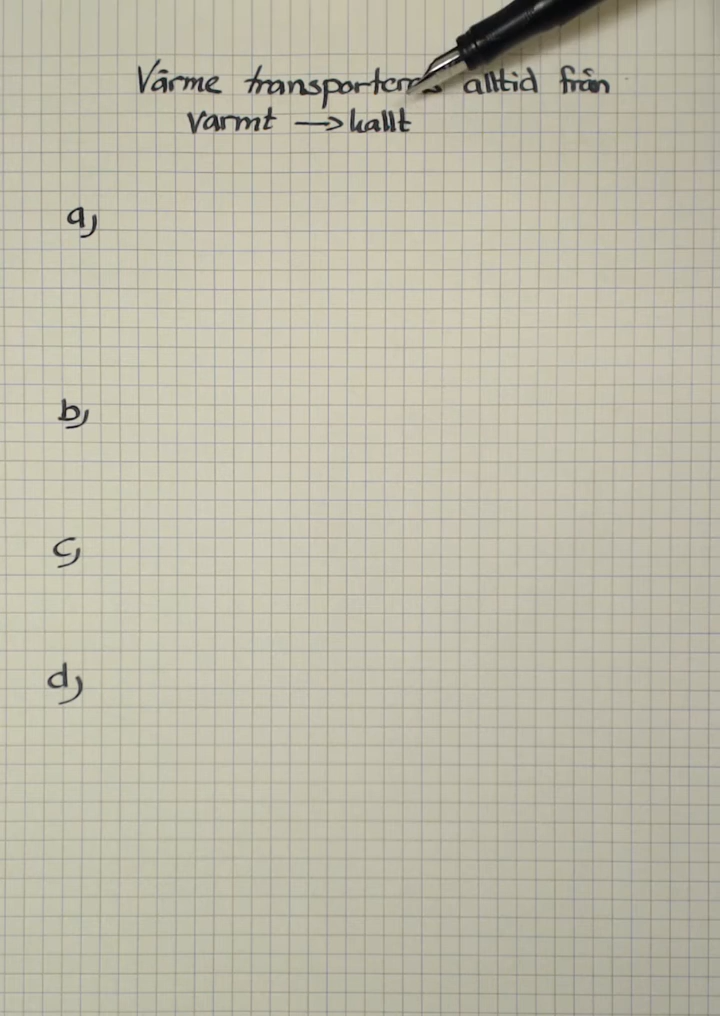 Värme transporteras alltid från
varmt → kallt
a)
b)
c)
d)